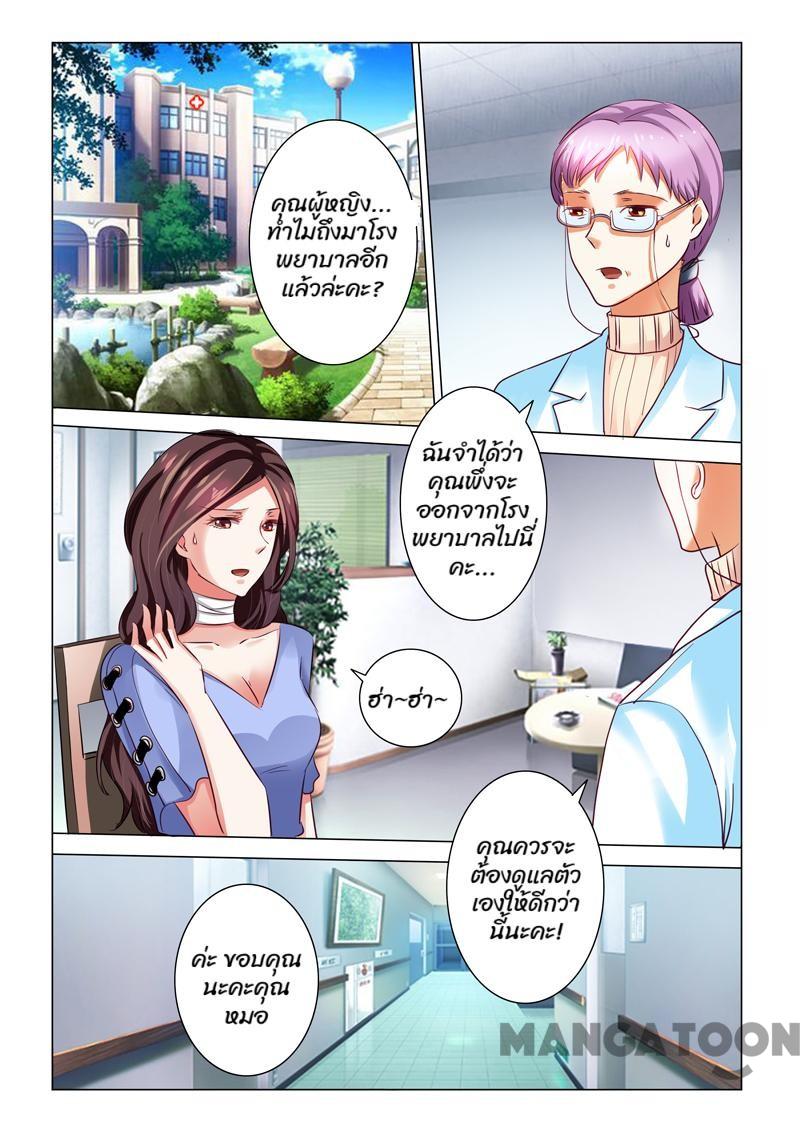 คุณผู้หญิง...
ทำไมถึงมาโรง
พยาบาลอีก
แล้วล่ะคะ?
ฉันจำได้ว่า
คุณพึ่งจะ
ออกจากโรง
พยาบาลไปนี่
คะ...
ฮ่า~ฮ่า~
คุณควรจะ
ต้องดูแลตัว
เองให้ดีกว่า
นี้นะคะ!
ค่ะ ขอบคุณ
นะคะคุณ
หมอ
MANGATOON